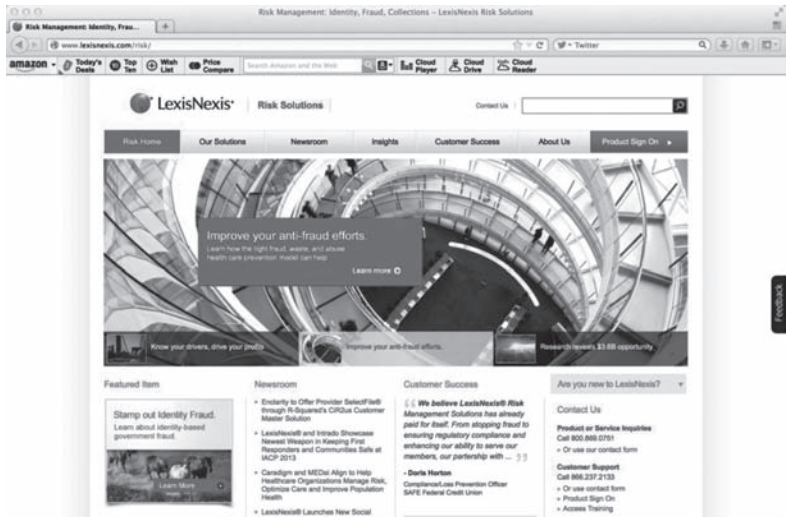 Risk Management: Identity, Fraud, Collections – LexisNexis Risk Solutions
Risk Management: Identity, Frau...
www.lexisnexis.com/risk/
Twitter
amazon
Today's Deals
Top Ten
Wish List
Price Compare
Search Amazon and the Web
Cloud Player
Cloud Drive
Cloud Reader
LexisNexis® Risk Solutions
Contact Us
Risk Home Our Solutions Newsroom Insights Customer Success About Us Product Sign On
Improve your anti-fraud efforts.
Learn how the right fraud, waste, and abuse
health care prevention model can help
Learn more
Feedback
Know your drivers, drive your profits
Improve your anti-fraud efforts.
Research reveals $3.6B opportunity.
Featured Item
Stamp out Identity Fraud.
Learn about identity-based
government fraud.
Learn More
Newsroom
Enclarity to Offer Provider SelectFile®
through R-Squared's CiR2us Customer
Master Solution
LexisNexis® and Intrado Showcase
Newest Weapon in Keeping First
Responders and Communities Safe at
IACP 2013
Caradigm and MEDai Align to Help
Healthcare Organizations Manage Risk,
Optimize Care and Improve Population
Health
LexisNexis® Launches New Social
Customer Success
We believe LexisNexis® Risk
Management Solutions has already
paid for itself. From stopping fraud to
ensuring regulatory compliance and
enhancing our ability to serve our
members, our partership with ...
- Doris Horton
Compliance/Loss Prevention Officer
SAFE Federal Credit Union
Are you new to LexisNexis?
Contact Us
Product or Service Inquiries
Call 800.869.0751
Or use our contact form
Customer Support
Call 866.237.2133
Or use contact form
Product Sign On
Access Training